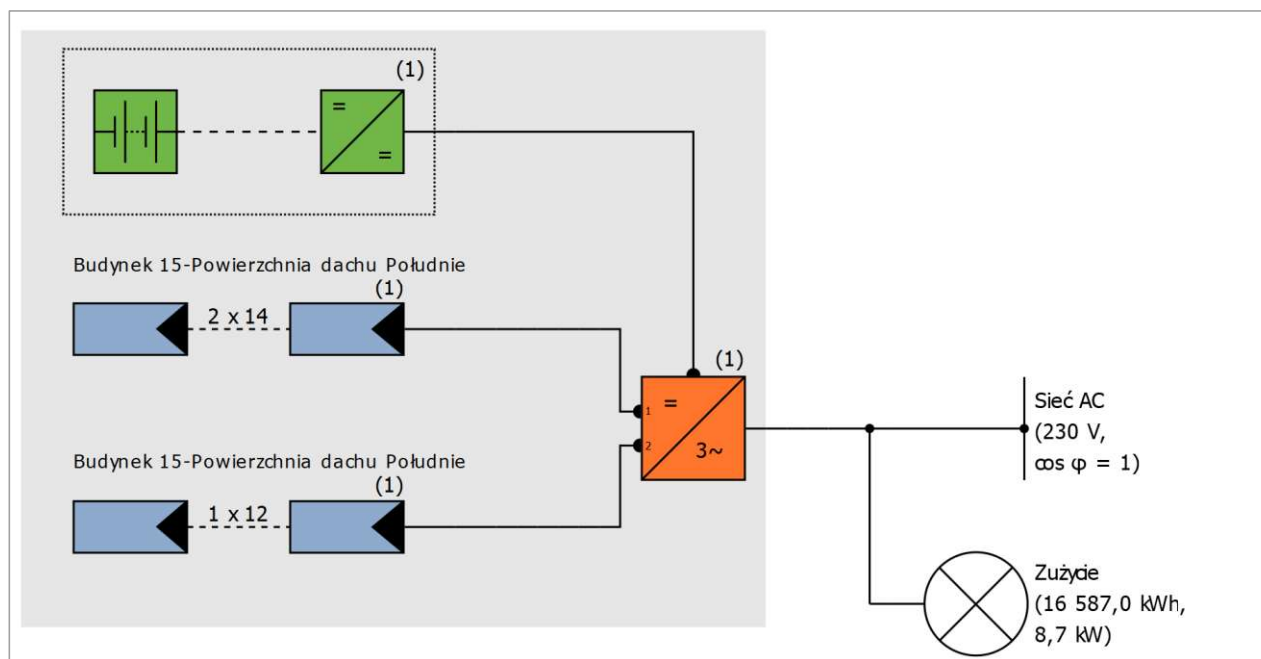 (1)
=
=
Budynek 15-Powierzchnia dachu Południe
(1)
2 x 14
(1)
1
=
2
3~
Sieć AC
(230 V,
cos φ = 1)
Budynek 15-Powierzchnia dachu Południe
(1)
1 x 12
Zużycie
(16 587,0 kWh,
8,7 kW)